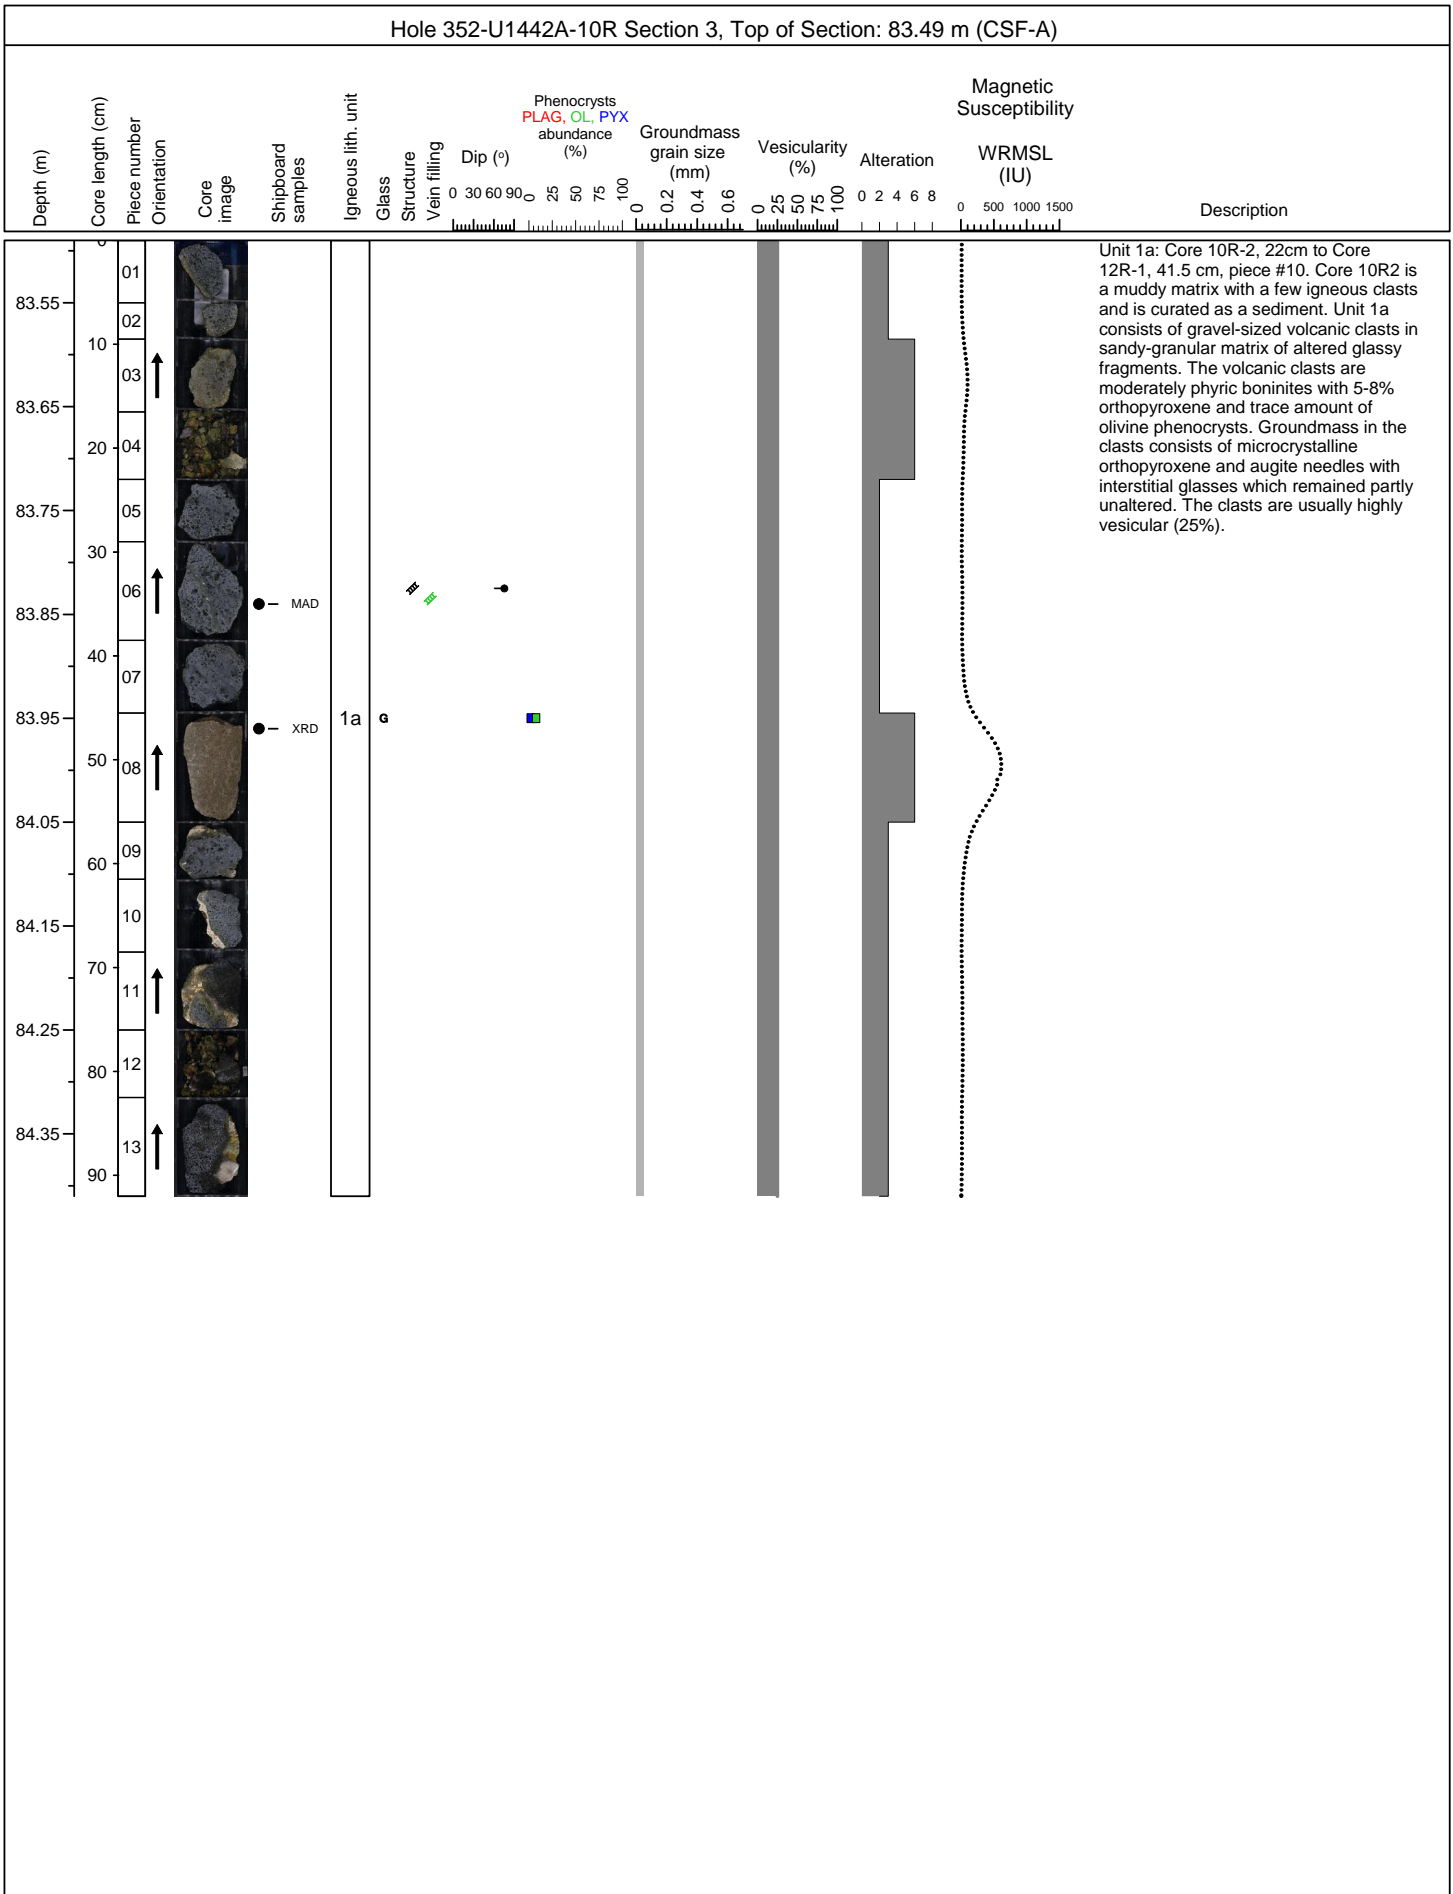 Hole 352-U1442A-10R Section 3, Top of Section: 83.49 m (CSF-A)
Depth (m)
Core length (cm)
Piece number
Orientation
Core
image
Shipboard
samples
Igneous lith. unit
Glass
Structure
Vein filling
Dip (o)
0 30 60 90
Phenocrysts
PLAG, OL, PYX
abundance
(%)
0 25 50 75 100
Groundmass
grain size
(mm)
0 0.2 0.4 0.6
Vesicularity
(%)
0 25 50 75 100
Alteration
0 2 4 6 8
Magnetic
Susceptibility
WRMSL
(IU)
0 500 1000 1500
Description
83.55
83.65
83.75
83.85
83.95
84.05
84.15
84.25
84.35
0
10
20
30
40
50
60
70
80
90
01
02
03
04
05
06
07
08
09
10
11
12
13
MAD
XRD
1a
G
Unit 1a: Core 10R-2, 22cm to Core
12R-1, 41.5 cm, piece #10. Core 10R2 is
a muddy matrix with a few igneous clasts
and is curated as a sediment. Unit 1a
consists of gravel-sized volcanic clasts in
sandy-granular matrix of altered glassy
fragments. The volcanic clasts are
moderately phyric boninites with 5-8%
orthopyroxene and trace amount of
olivine phenocrysts. Groundmass in the
clasts consists of microcrystalline
orthopyroxene and augite needles with
interstitial glasses which remained partly
unaltered. The clasts are usually highly
vesicular (25%).